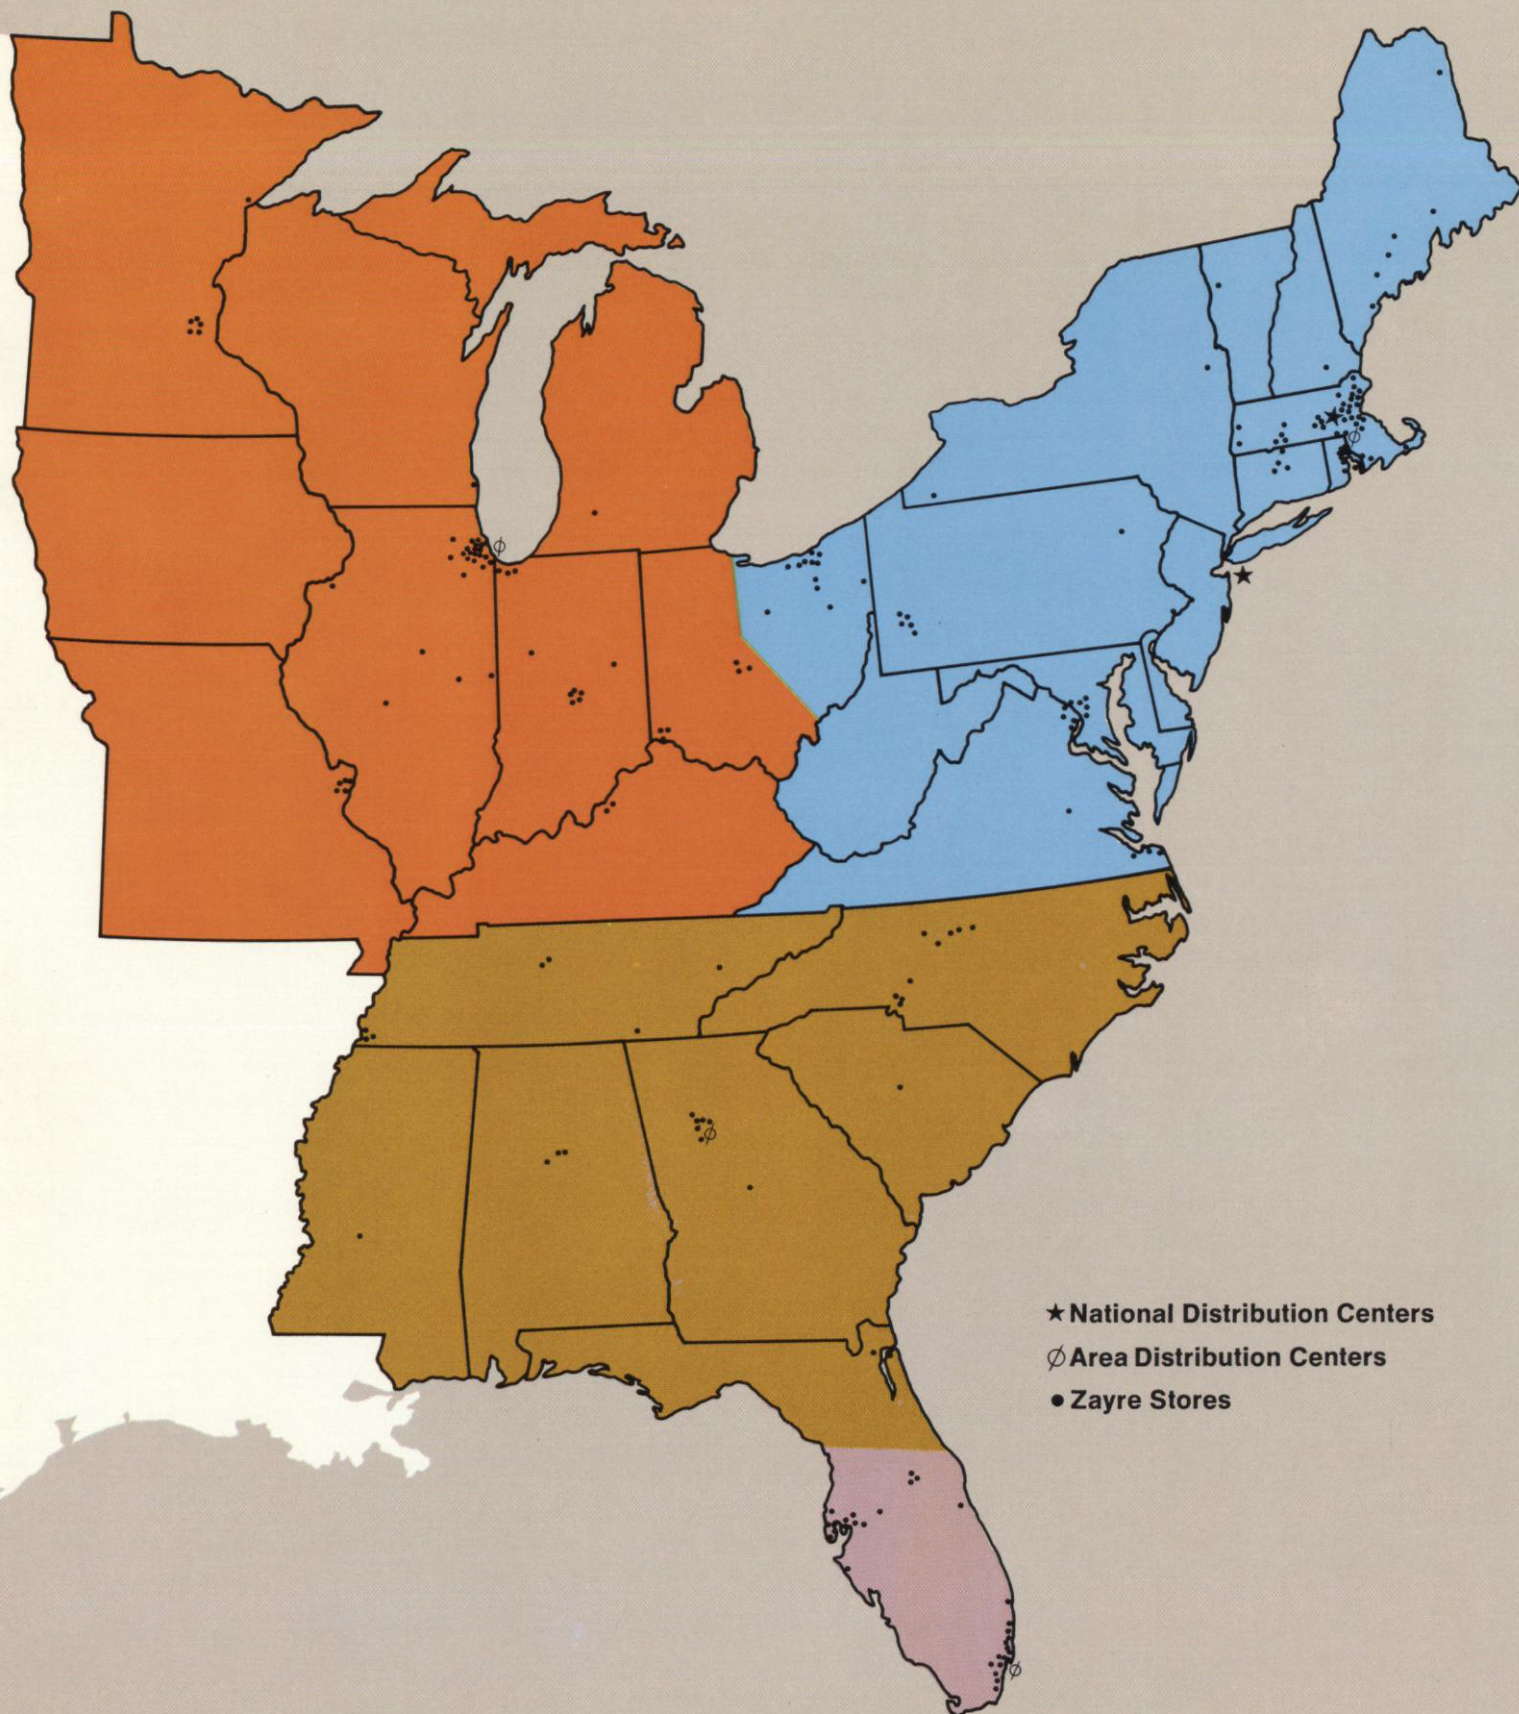 ★ National Distribution Centers
∅ Area Distribution Centers
● Zayre Stores